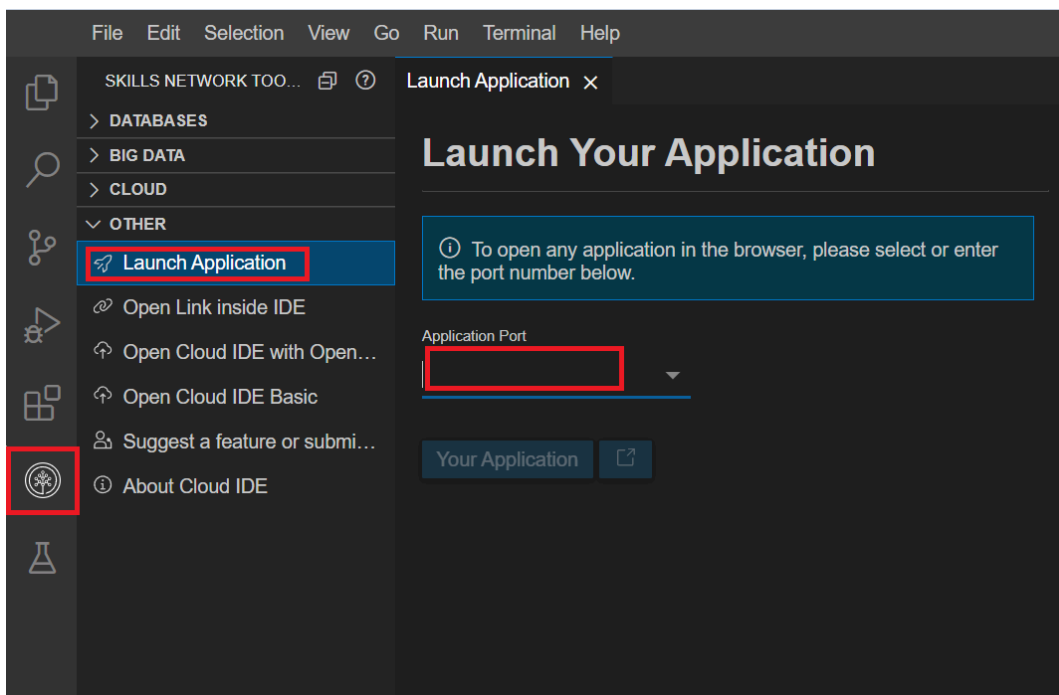 File Edit Selection View Go Run Terminal Help
SKILLS NETWORK TOO...
DATABASES
BIG DATA
CLOUD
OTHER
Launch Application
Open Link inside IDE
Open Cloud IDE with Open...
Open Cloud IDE Basic
Suggest a feature or submi...
About Cloud IDE
Launch Application
Launch Your Application
To open any application in the browser, please select or enter
the port number below.
Application Port
Your Application